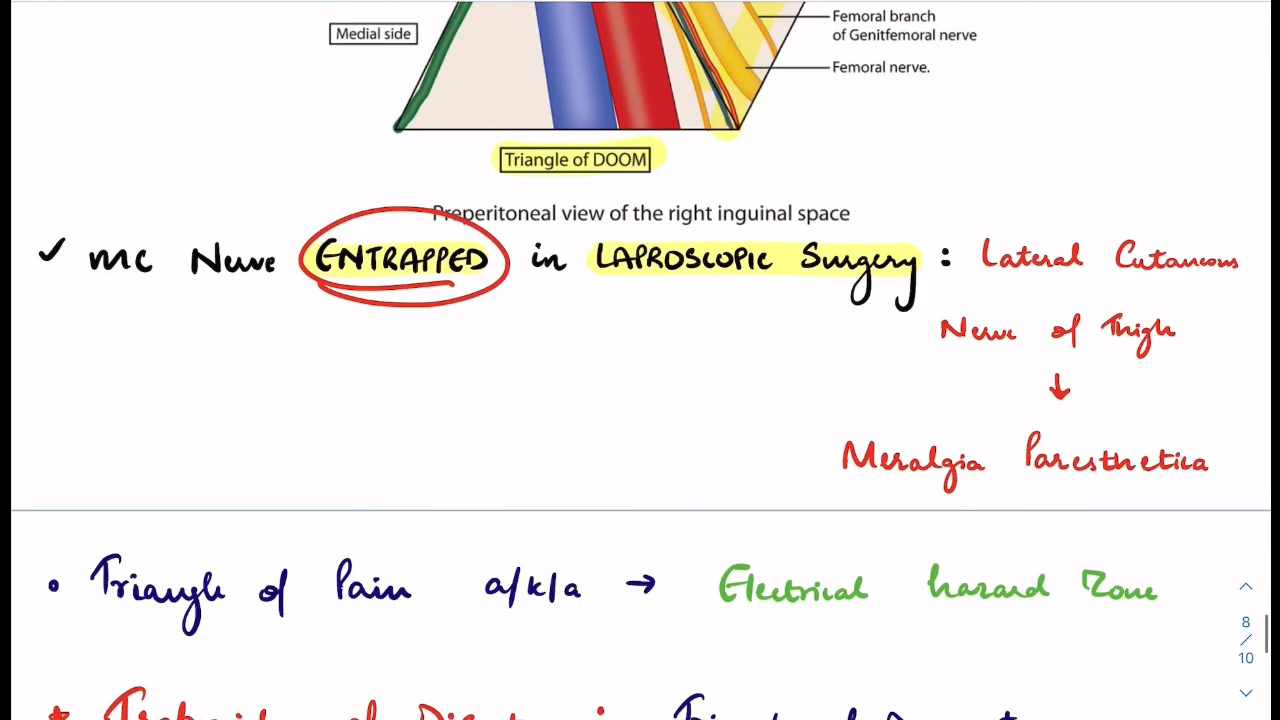 Femoral branch
of Genitfemoral nerve
Medial side
Femoral nerve.
Triangle of DOOM
Preperitoneal view of the right inguinal space
✓ mc Nerve ENTRAPPED in LAPROSCOPIC Surgery : Lateral Cutaneous
Nerve of Thigh
↓
Meralgia Paresthetica
• Triangle of Pain a/k/a → Electrical hazard Zone
8
/
10